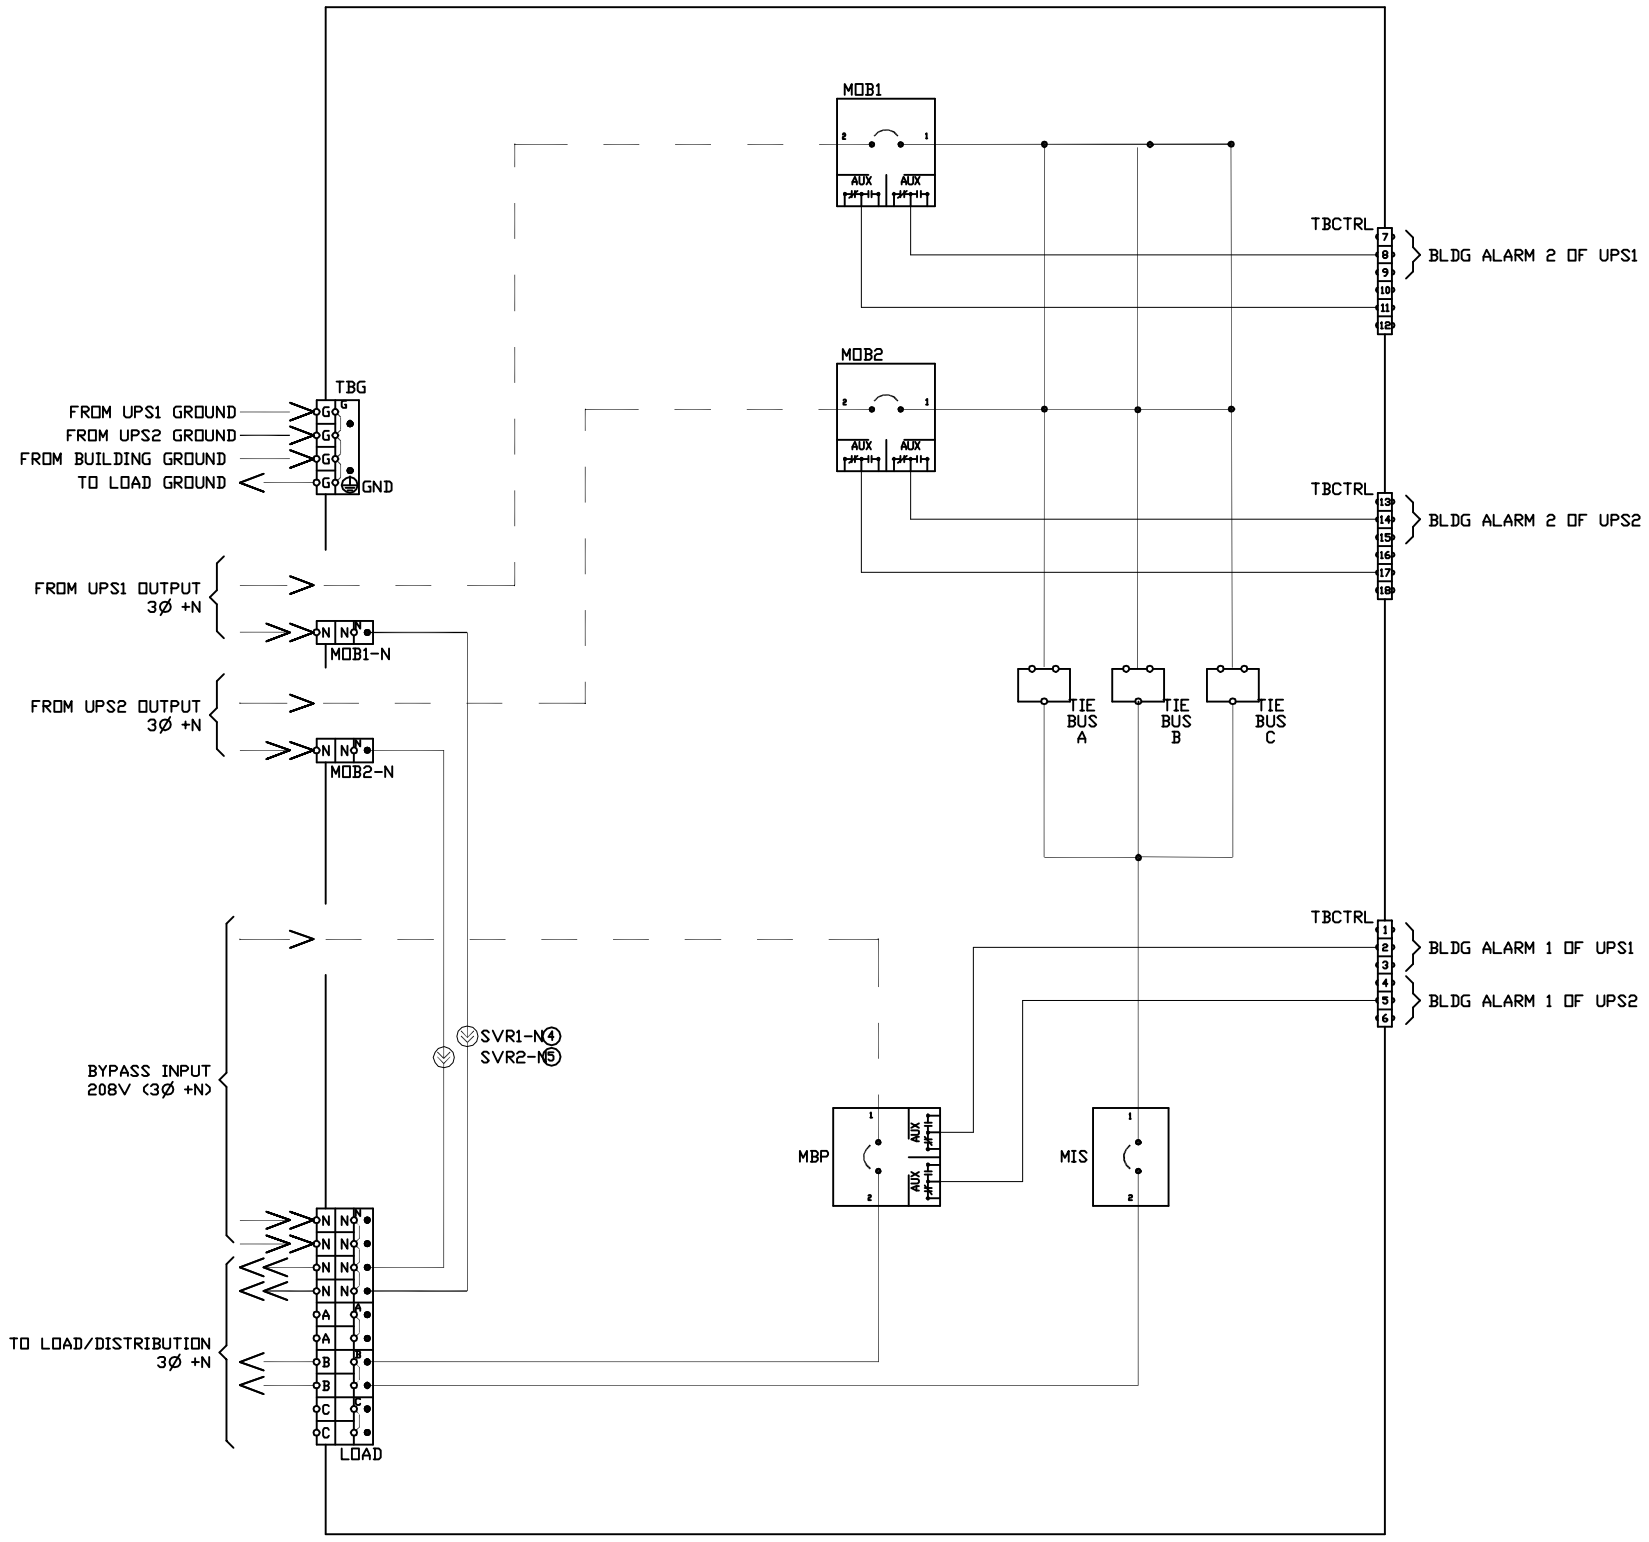 MOB1
2 1
AUX AUX
TBCTRL
7
8
9
10
11
12
BLDG ALARM 2 OF UPS1
MOB2
2 1
AUX AUX
TBCTRL
13
14
15
16
17
18
BLDG ALARM 2 OF UPS2
TBG
G
FROM UPS1 GROUND G
FROM UPS2 GROUND G
FROM BUILDING GROUND G
TO LOAD GROUND G
GND
FROM UPS1 OUTPUT
3Ø +N
N N N
MOB1-N
FROM UPS2 OUTPUT
3Ø +N
N N N
MOB2-N
TIE
BUS
A
TIE
BUS
B
TIE
BUS
C
TBCTRL
1
2
3
4
5
6
BLDG ALARM 1 OF UPS1
BLDG ALARM 1 OF UPS2
SVR1-N 4
SVR2-N 5
BYPASS INPUT
208V (3Ø +N)
MBP
1
2
AUX
AUX
MIS
1
2
N N N
N N
N N
N N
A A
A
B B
B
C C
C
TO LOAD/DISTRIBUTION
3Ø +N
LOAD